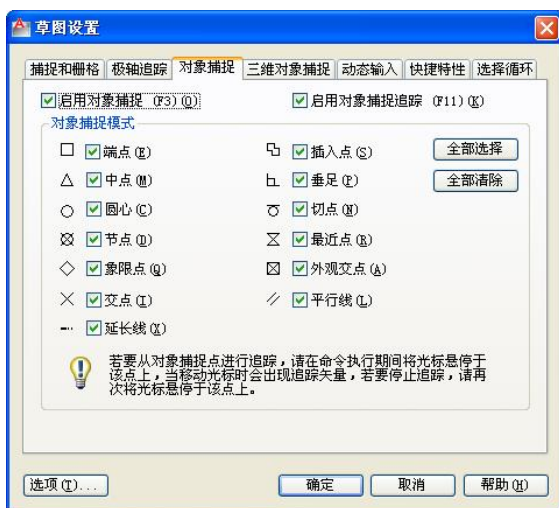 草图设置
捕捉和栅格 极轴追踪 对象捕捉 三维对象捕捉 动态输入 快捷特性 选择循环
启用对象捕捉 (F3)(O) 启用对象捕捉追踪 (F11)(K)
对象捕捉模式
端点(E) 插入点(S) 全部选择
中点(M) 垂足(P) 全部清除
圆心(C) 切点(N)
节点(D) 最近点(R)
象限点(Q) 外观交点(A)
交点(I) 平行线(L)
延长线(X)
若要从对象捕捉点进行追踪，请在命令执行期间将光标悬停于
该点上，当移动光标时会出现追踪矢量，若要停止追踪，请再
次将光标悬停于该点上。
选项(T)... 确定 取消 帮助(H)